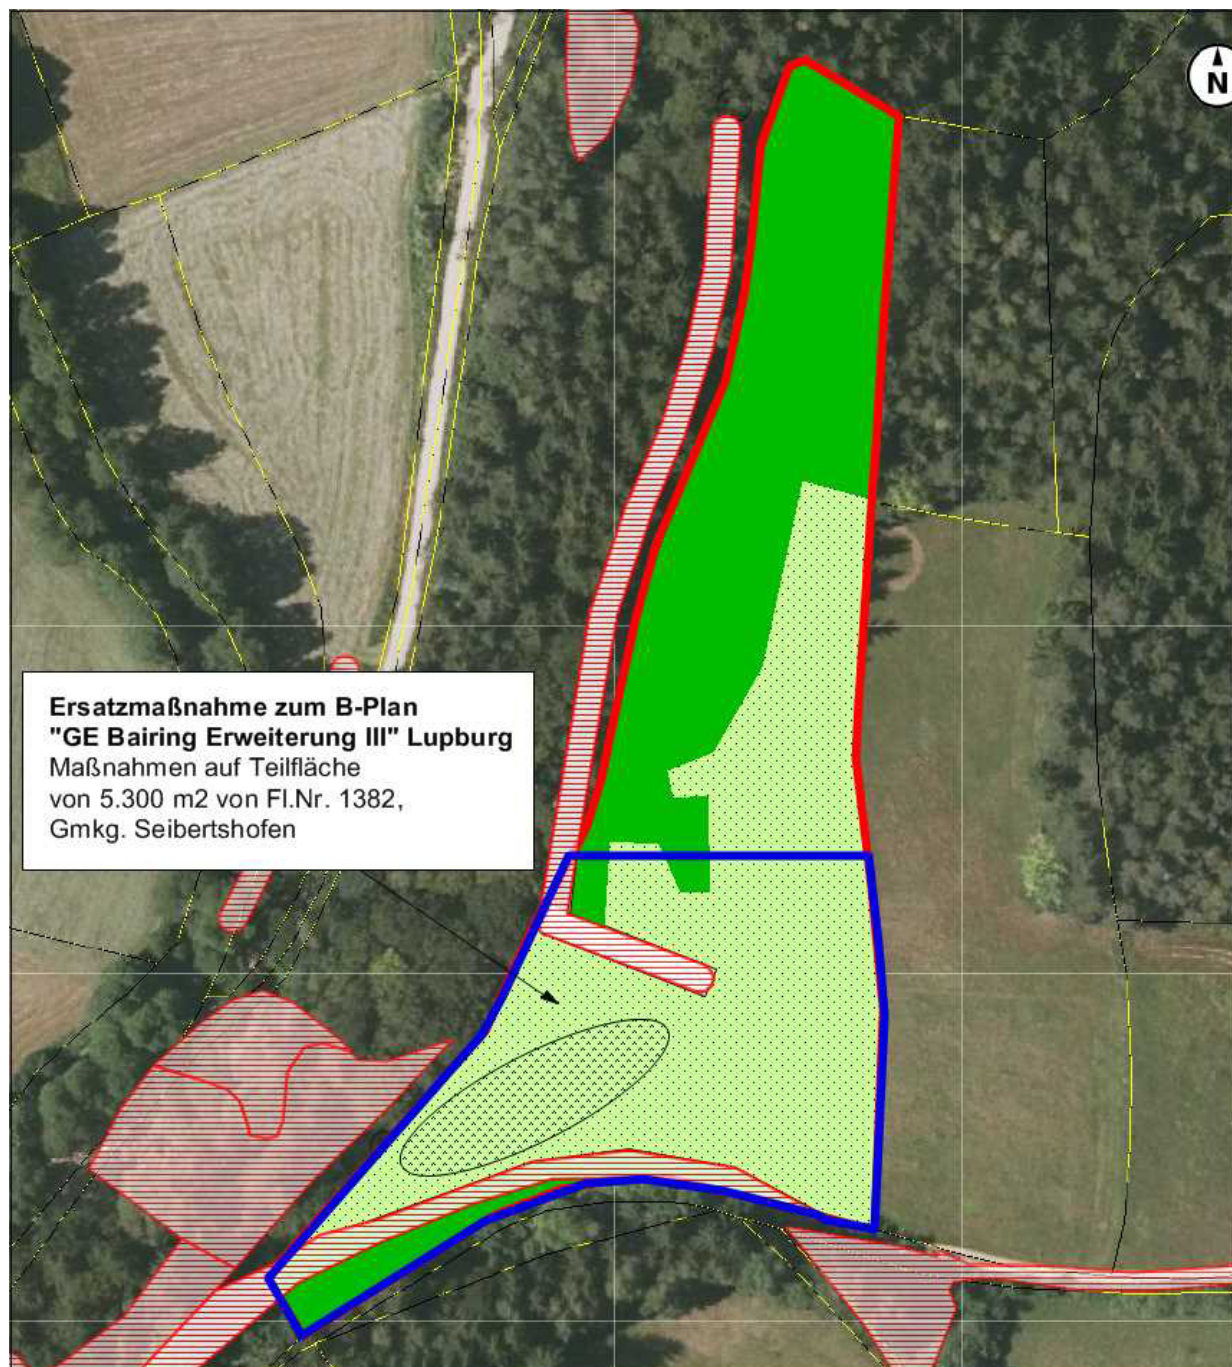 N
Ersatzmaßnahme zum B-Plan
"GE Bairing Erweiterung III" Lupburg
Maßnahmen auf Teilfläche
von 5.300 m2 von Fl.Nr. 1382,
Gmkg. Seibertshofen